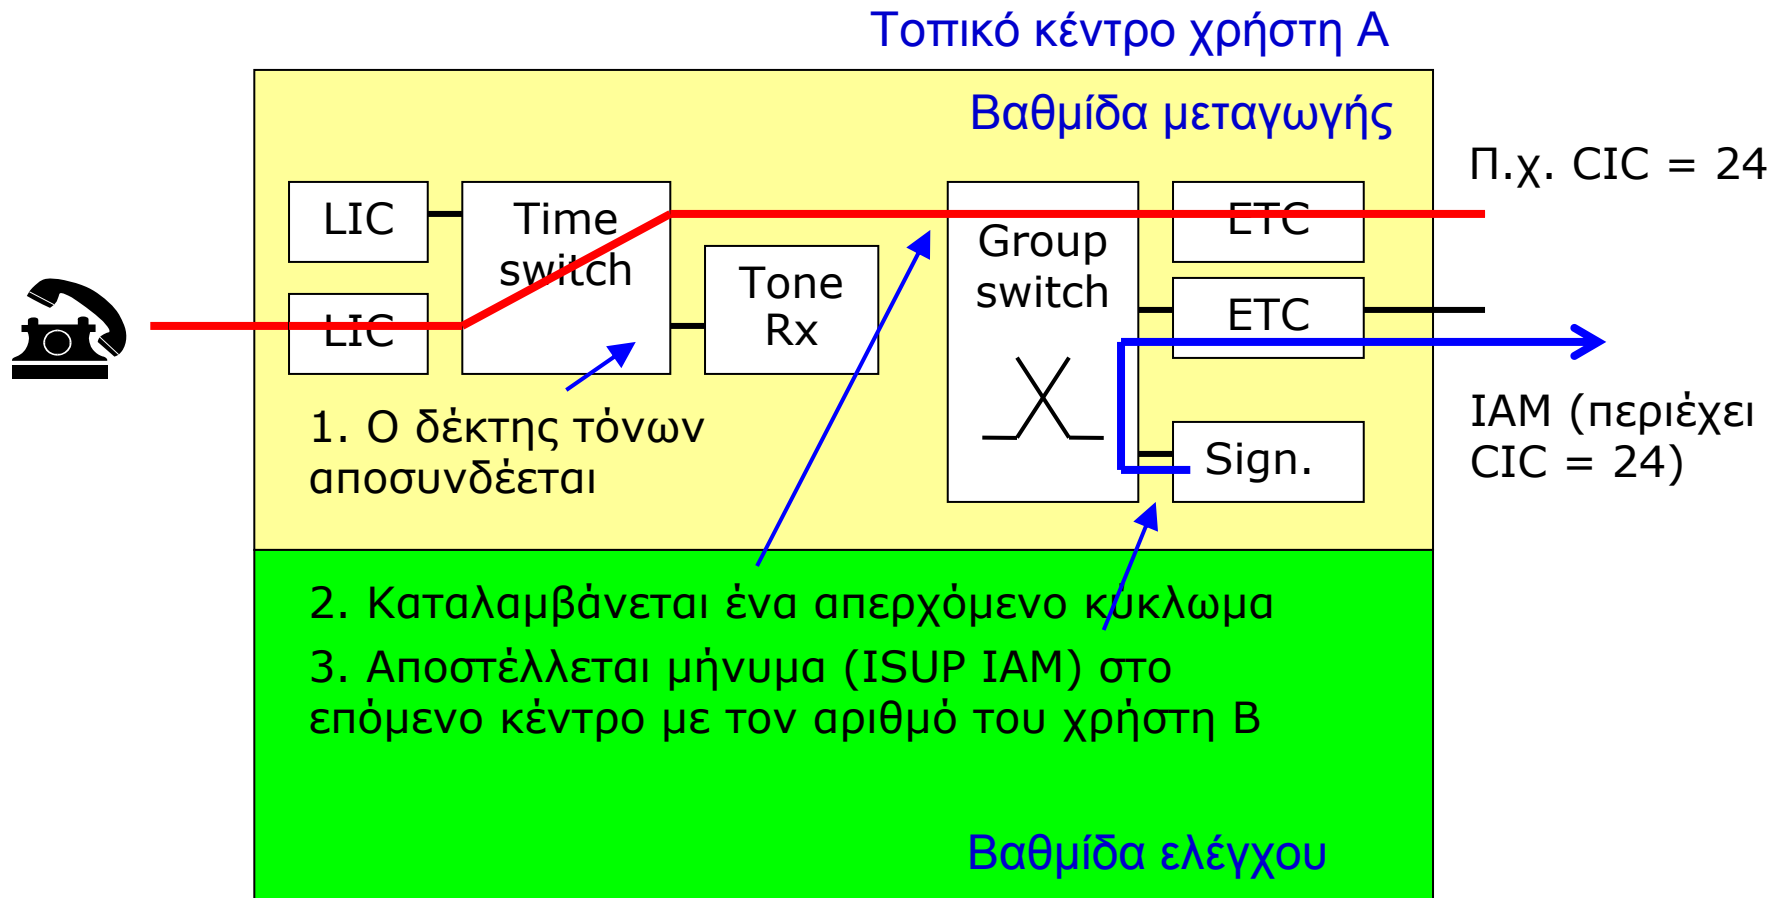 Τοπικό κέντρο χρήστη Α
Βαθμίδα μεταγωγής
Π.χ. CIC = 24
LIC
Time
switch
ETC
Group
switch
Tone
Rx
LIC
ETC
1. Ο δέκτης τόνων
αποσυνδέεται
Sign.
IAM (περιέχει
CIC = 24)
2. Καταλαμβάνεται ένα απερχόμενο κύκλωμα
3. Αποστέλλεται μήνυμα (ISUP IAM) στο
επόμενο κέντρο με τον αριθμό του χρήστη Β
Βαθμίδα ελέγχου